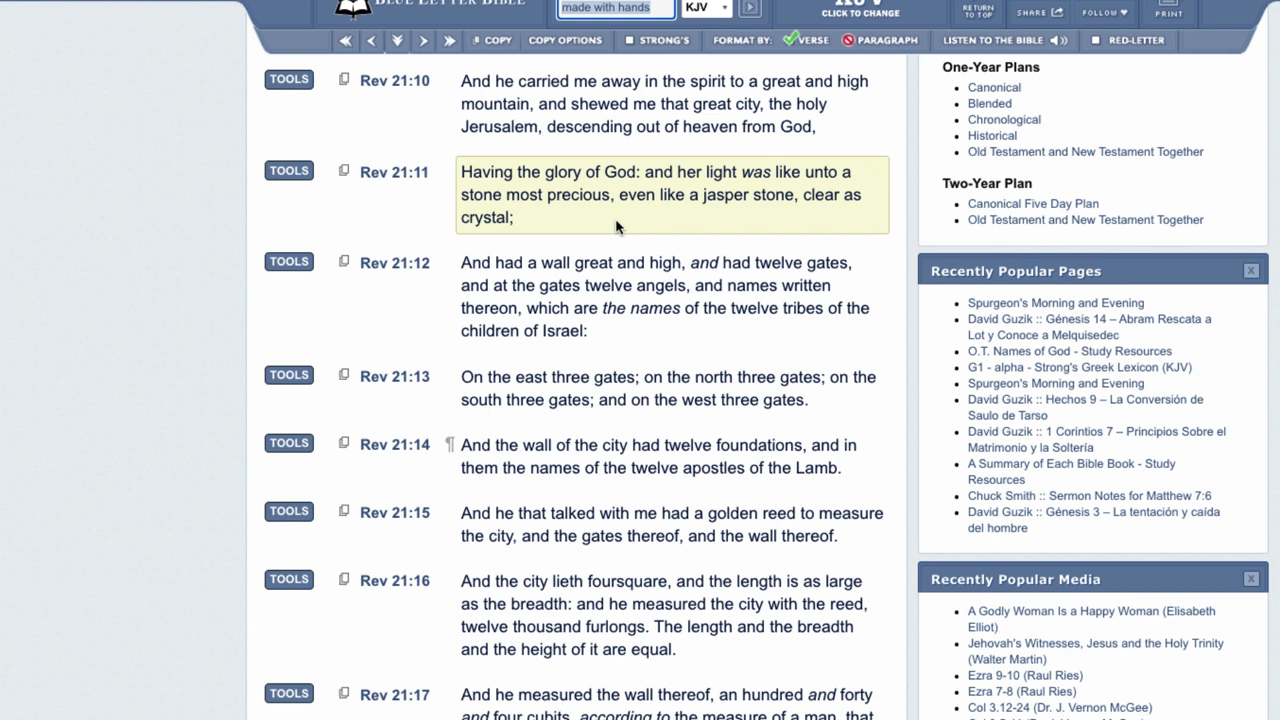 BLUE LETTER BIBLE
made with hands
KJV
CLICK TO CHANGE
RETURN
TO TOP
SHARE
FOLLOW
PRINT
COPY
COPY OPTIONS
STRONG'S
FORMAT BY:
VERSE
PARAGRAPH
LISTEN TO THE BIBLE
RED-LETTER
TOOLS
Rev 21:10
And he carried me away in the spirit to a great and high
mountain, and shewed me that great city, the holy
Jerusalem, descending out of heaven from God,
TOOLS
Rev 21:11
Having the glory of God: and her light was like unto a
stone most precious, even like a jasper stone, clear as
crystal;
TOOLS
Rev 21:12
And had a wall great and high, and had twelve gates,
and at the gates twelve angels, and names written
thereon, which are the names of the twelve tribes of the
children of Israel:
TOOLS
Rev 21:13
On the east three gates; on the north three gates; on the
south three gates; and on the west three gates.
TOOLS
Rev 21:14
¶ And the wall of the city had twelve foundations, and in
them the names of the twelve apostles of the Lamb.
TOOLS
Rev 21:15
And he that talked with me had a golden reed to measure
the city, and the gates thereof, and the wall thereof.
TOOLS
Rev 21:16
And the city lieth foursquare, and the length is as large
as the breadth: and he measured the city with the reed,
twelve thousand furlongs. The length and the breadth
and the height of it are equal.
TOOLS
Rev 21:17
And he measured the wall thereof, an hundred and forty
and four cubits, according to the measure of a man, that
One-Year Plans
Canonical
Blended
Chronological
Historical
Old Testament and New Testament Together
Two-Year Plan
Canonical Five Day Plan
Old Testament and New Testament Together
Recently Popular Pages
X
Spurgeon's Morning and Evening
David Guzik :: Génesis 14 – Abram Rescata a
Lot y Conoce a Melquisedec
O.T. Names of God - Study Resources
G1 - alpha - Strong's Greek Lexicon (KJV)
Spurgeon's Morning and Evening
David Guzik :: Hechos 9 – La Conversión de
Saulo de Tarso
David Guzik :: 1 Corintios 7 – Principios Sobre el
Matrimonio y la Soltería
A Summary of Each Bible Book - Study
Resources
Chuck Smith :: Sermon Notes for Matthew 7:6
David Guzik :: Génesis 3 – La tentación y caída
del hombre
Recently Popular Media
X
A Godly Woman Is a Happy Woman (Elisabeth
Elliot)
Jehovah's Witnesses, Jesus and the Holy Trinity
(Walter Martin)
Ezra 9-10 (Raul Ries)
Ezra 7-8 (Raul Ries)
Col 3.12-24 (Dr. J. Vernon McGee)